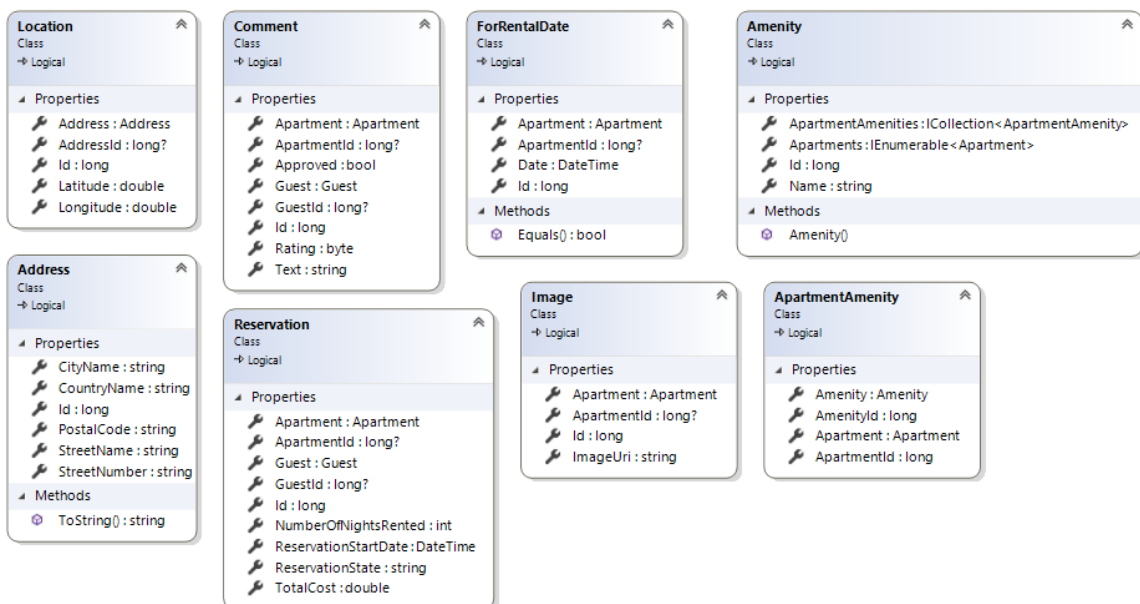 Location
Class
Logical
Properties
Address : Address
AddressId : long?
Id : long
Latitude : double
Longitude : double
Comment
Class
Logical
Properties
Apartment : Apartment
ApartmentId : long?
Approved : bool
Guest : Guest
GuestId : long?
Id : long
Rating : byte
Text : string
ForRentalDate
Class
Logical
Properties
Apartment : Apartment
ApartmentId : long?
Date : DateTime
Id : long
Methods
Equals() : bool
Amenity
Class
Logical
Properties
ApartmentAmenities : ICollection<ApartmentAmenity>
Apartments : IEnumerable<Apartment>
Id : long
Name : string
Methods
Amenity()
Address
Class
Logical
Properties
CityName : string
CountryName : string
Id : long
PostalCode : string
StreetName : string
StreetNumber : string
Methods
ToString() : string
Reservation
Class
Logical
Properties
Apartment : Apartment
ApartmentId : long?
Guest : Guest
GuestId : long?
Id : long
NumberOfNightsRented : int
ReservationStartDate : DateTime
ReservationState : string
TotalCost : double
Image
Class
Logical
Properties
Apartment : Apartment
ApartmentId : long?
Id : long
ImageUri : string
ApartmentAmenity
Class
Logical
Properties
Amenity : Amenity
AmenityId : long
Apartment : Apartment
ApartmentId : long